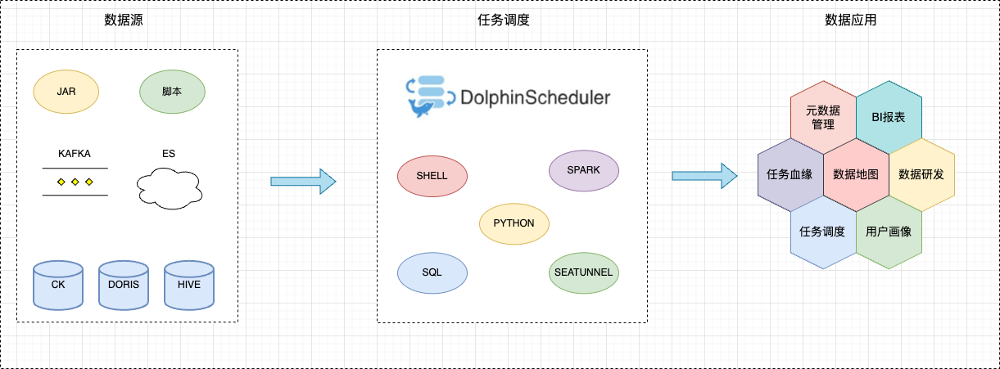 数据源
任务调度
数据应用
JAR
脚本
KAFKA
ES
CK
DORIS
HIVE
DolphinScheduler
SHELL
SPARK
PYTHON
SQL
SEATUNNEL
元数据
管理
BI报表
任务血缘
数据地图
数据研发
任务调度
用户画像